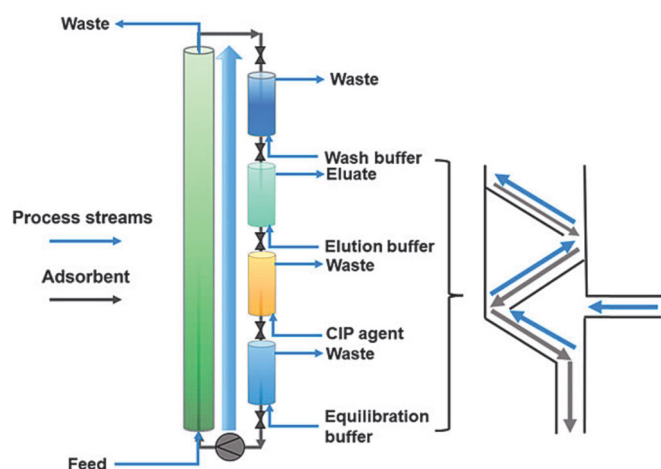 Waste
Waste
Wash buffer
Eluate
Process streams
Elution buffer
Waste
Adsorbent
CIP agent
Waste
Equilibration
buffer
Feed